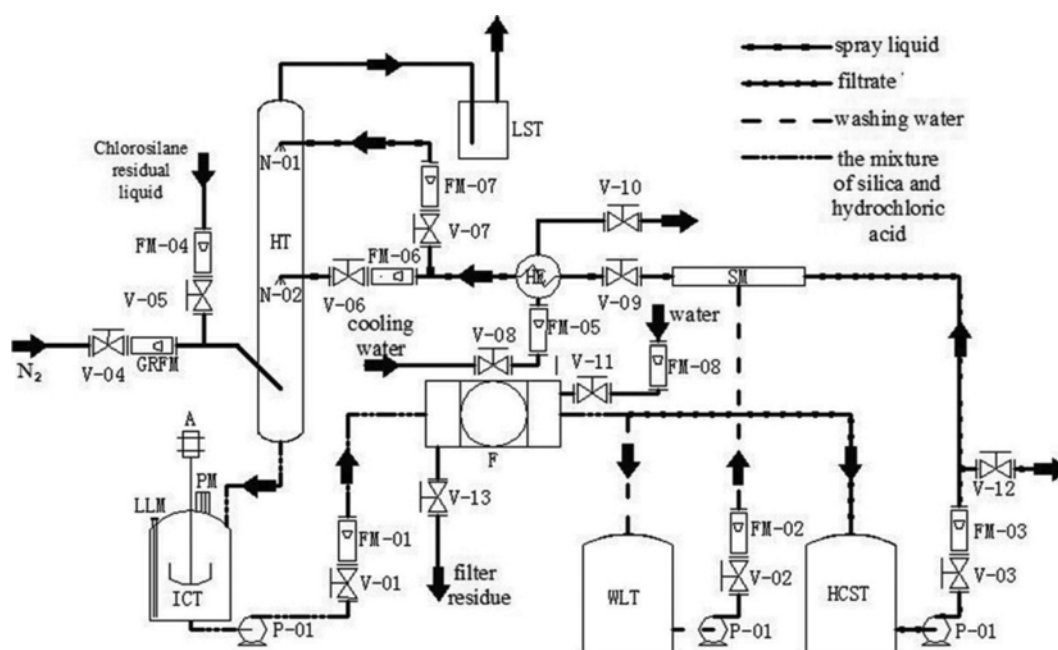 spray liquid
filtrate
washing water
the mixture
of silica and
hydrochloric
acid
LST
N-01
Chlorosilane
residual
liquid
FM-07
V-10
V-07
FM-04
HT
FM-06
HE
SM
V-05
N-02
V-06
V-09
FM-05
water
cooling
water
V-08
V-11
FM-08
N₂
V-04
GRFM
A
F
PM
LLM
V-13
V-12
FM-01
FM-02
FM-03
V-01
V-02
V-03
filter
residue
ICT
WLT
HCST
P-01
P-01
P-01